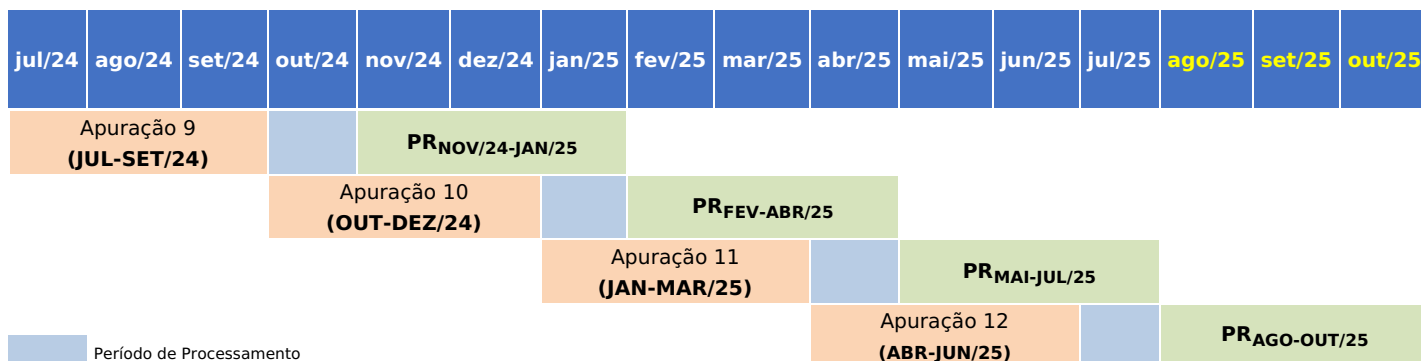 jul/24 ago/24 set/24 out/24 nov/24 dez/24 jan/25 fev/25 mar/25 abr/25 mai/25 jun/25 jul/25 ago/25 set/25 out/25
Apuração 9
(JUL-SET/24)
PRNOV/24-JAN/25
Apuração 10
(OUT-DEZ/24)
PRFEV-ABR/25
Apuração 11
(JAN-MAR/25)
PRMAI-JUL/25
Apuração 12
(ABR-JUN/25)
PRAGO-OUT/25
Período de Processamento